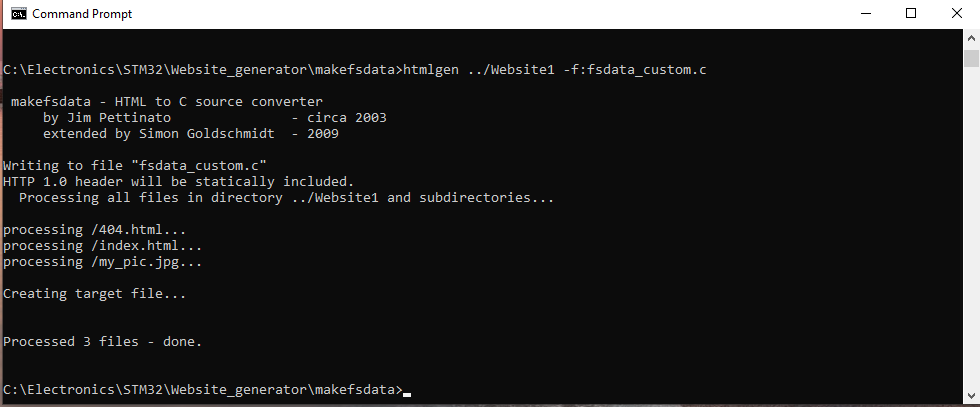 Command Prompt
C:\Electronics\STM32\Website_generator\makefsdata>htmlgen ../Website1 -f:fsdata_custom.c
makefsdata - HTML to C source converter
by Jim Pettinato - circa 2003
extended by Simon Goldschmidt - 2009
Writing to file "fsdata_custom.c"
HTTP 1.0 header will be statically included.
Processing all files in directory ../Website1 and subdirectories...
processing /404.html...
processing /index.html...
processing /my_pic.jpg...
Creating target file...
Processed 3 files - done.
C:\Electronics\STM32\Website_generator\makefsdata>